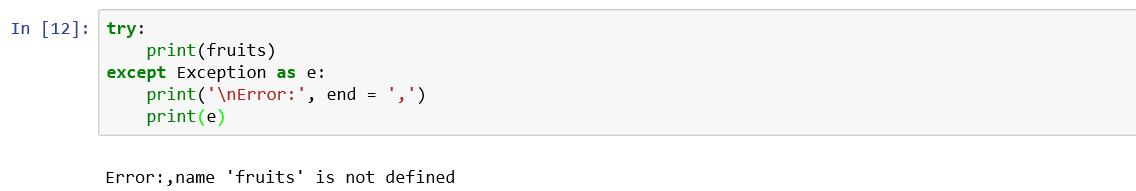 In [12]: try:
    print(fruits)
except Exception as e:
    print('\nError:', end = ',')
    print(e)
Error:,name 'fruits' is not defined